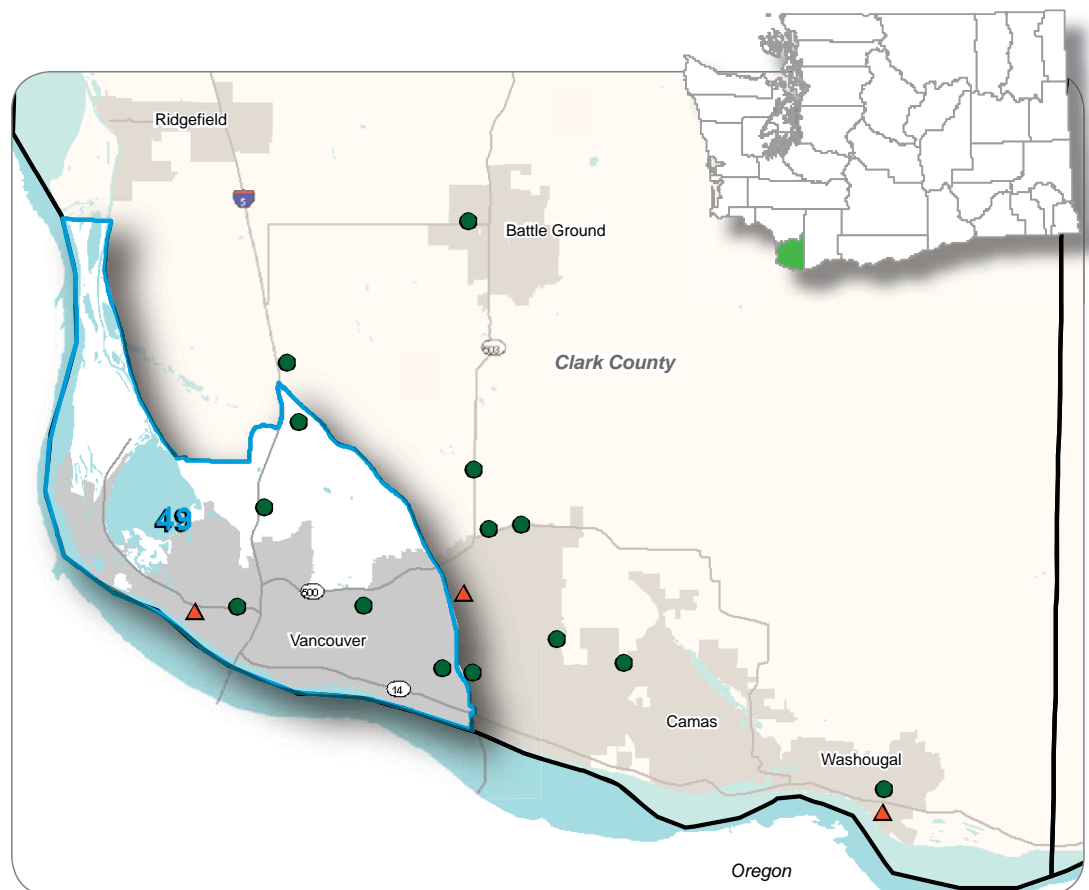 Ridgefield
5
Battle Ground
503
Clark County
49
500
Vancouver
14
Camas
Washougal
Oregon